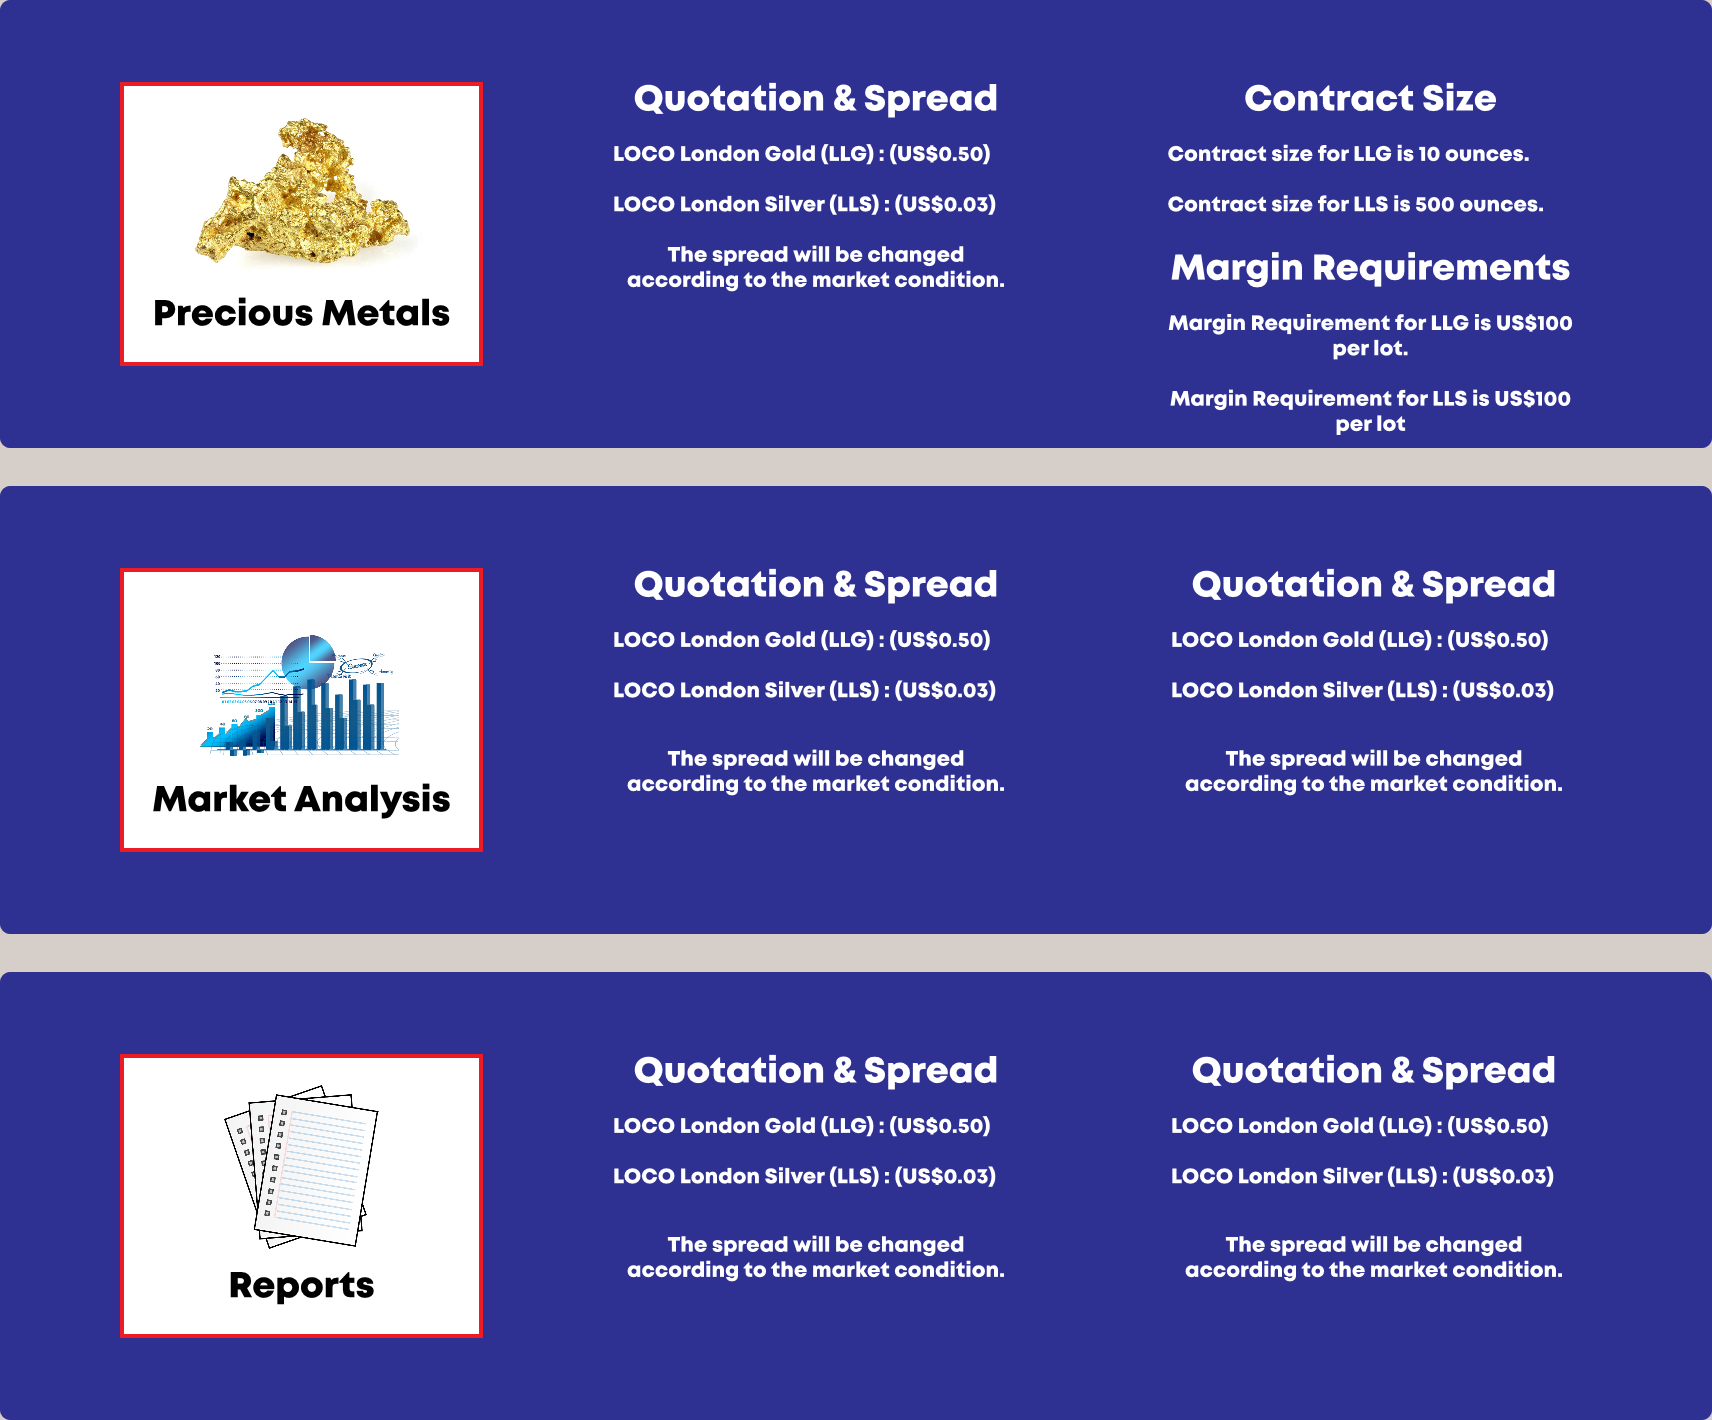 Precious Metals
Quotation & Spread
LOCO London Gold (LLG) : (US$0.50)
LOCO London Silver (LLS) : (US$0.03)
The spread will be changed
according to the market condition.
Contract Size
Contract size for LLG is 10 ounces.
Contract size for LLS is 500 ounces.
Margin Requirements
Margin Requirement for LLG is US$100
per lot.
Margin Requirement for LLS is US$100
per lot
Market Analysis
Quotation & Spread
LOCO London Gold (LLG) : (US$0.50)
LOCO London Silver (LLS) : (US$0.03)
The spread will be changed
according to the market condition.
Quotation & Spread
LOCO London Gold (LLG) : (US$0.50)
LOCO London Silver (LLS) : (US$0.03)
The spread will be changed
according to the market condition.
Reports
Quotation & Spread
LOCO London Gold (LLG) : (US$0.50)
LOCO London Silver (LLS) : (US$0.03)
The spread will be changed
according to the market condition.
Quotation & Spread
LOCO London Gold (LLG) : (US$0.50)
LOCO London Silver (LLS) : (US$0.03)
The spread will be changed
according to the market condition.